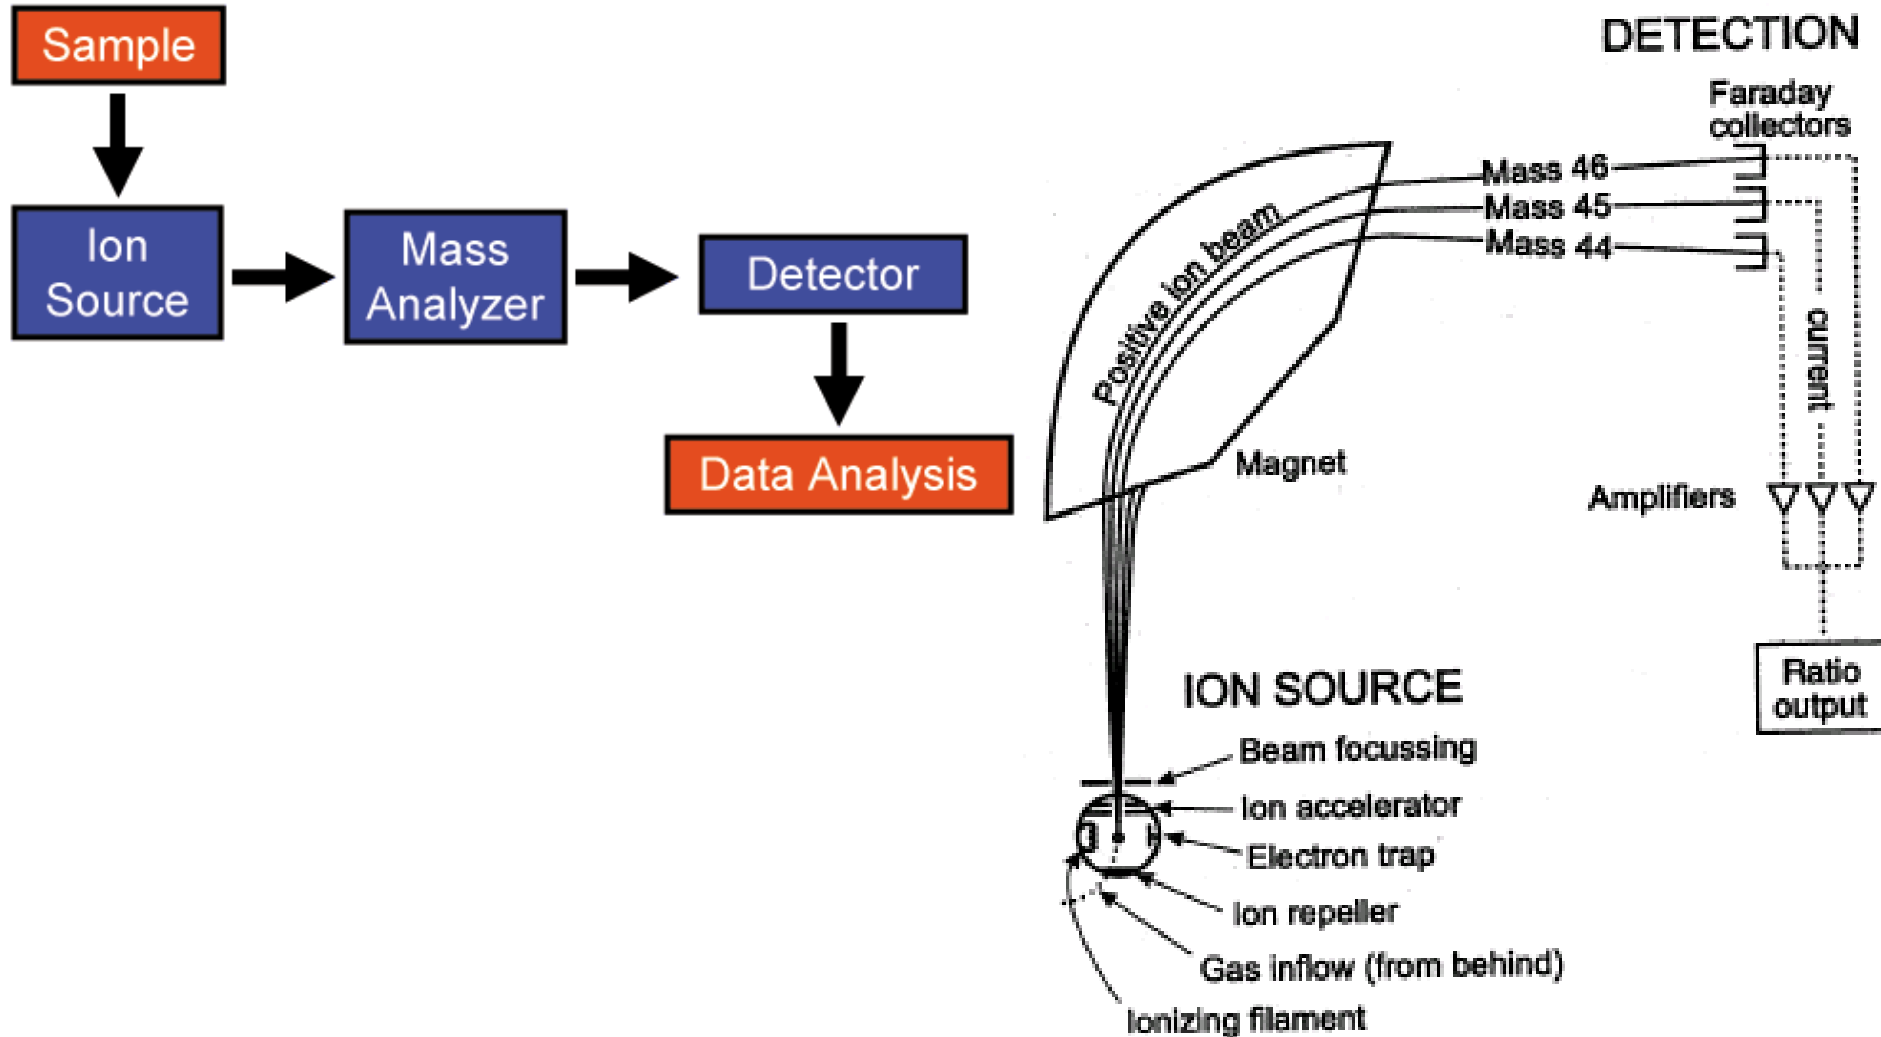 Sample
Ion
Source
Mass
Analyzer
Detector
Data Analysis
DETECTION
Faraday
collectors
Mass 46
Mass 45
Mass 44
Positive ion beam
current
Magnet
Amplifiers
Ratio
output
ION SOURCE
Beam focussing
Ion accelerator
Electron trap
Ion repeller
Gas inflow (from behind)
Ionizing filament